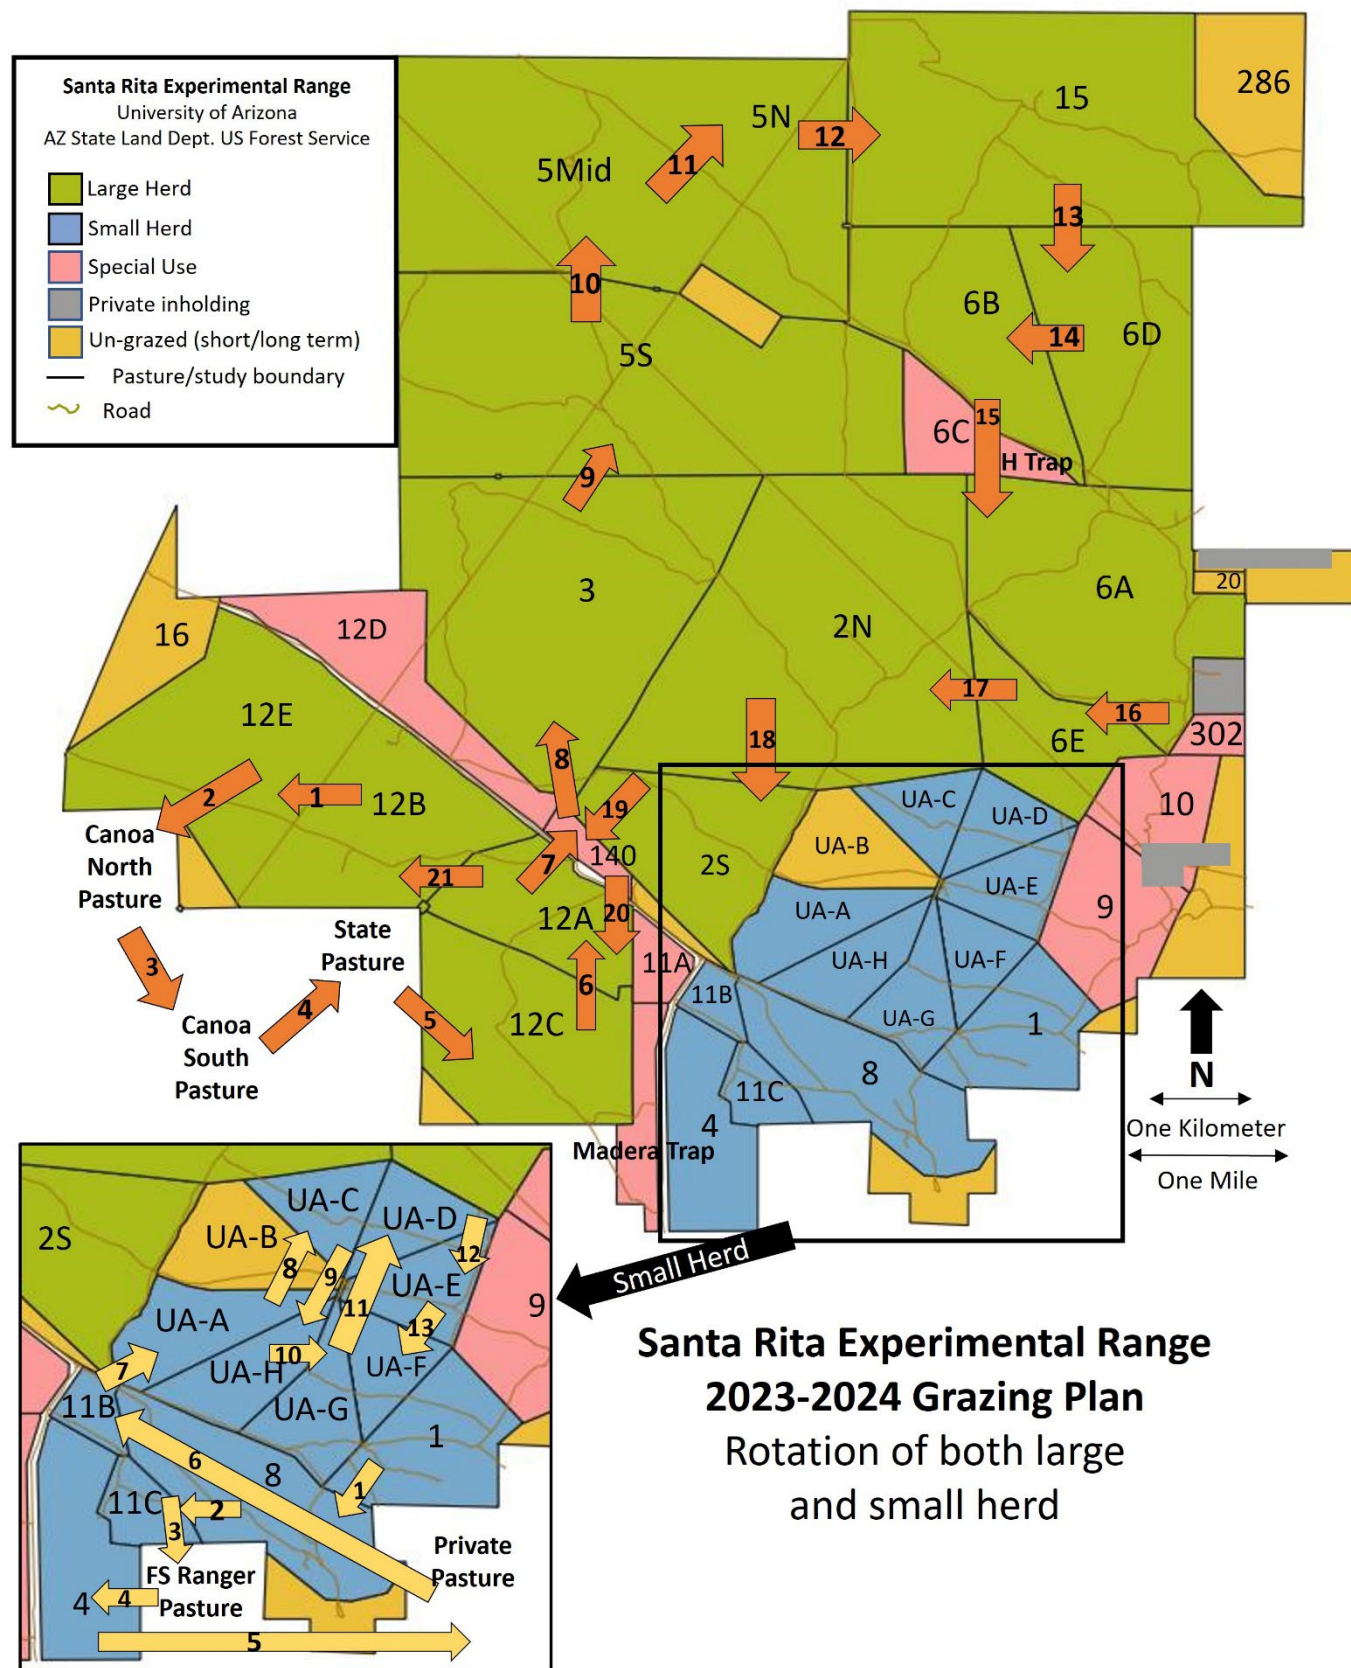 Santa Rita Experimental Range
University of Arizona
AZ State Land Dept. US Forest Service
Large Herd
Small Herd
Special Use
Private inholding
Un-grazed (short/long term)
Pasture/study boundary
Road
15
286
5N
12
5Mid
11
13
10
6B
14
6D
5S
15
6C
H Trap
9
3
6A
20
2N
16
12D
12E
17
16
18
6E
302
8
2
1
12B
19
10
UA-C
UA-D
Canoa
North
Pasture
7
140
UA-B
2S
21
UA-E
9
12A
20
UA-A
State
Pasture
3
6
11A
UA-H
UA-F
4
5
11B
12C
UA-G
1
Canoa
South
Pasture
8
11C
4
N
One Kilometer
One Mile
Madera Trap
Small Herd
UA-C
UA-D
2S
UA-B
12
8
9
UA-E
11
9
UA-A
13
10
7
UA-H
UA-F
11B
UA-G
1
6
8
1
11C
2
3
Private
Pasture
FS Ranger
Pasture
4
4
5
Santa Rita Experimental Range
2023-2024 Grazing Plan
Rotation of both large
and small herd